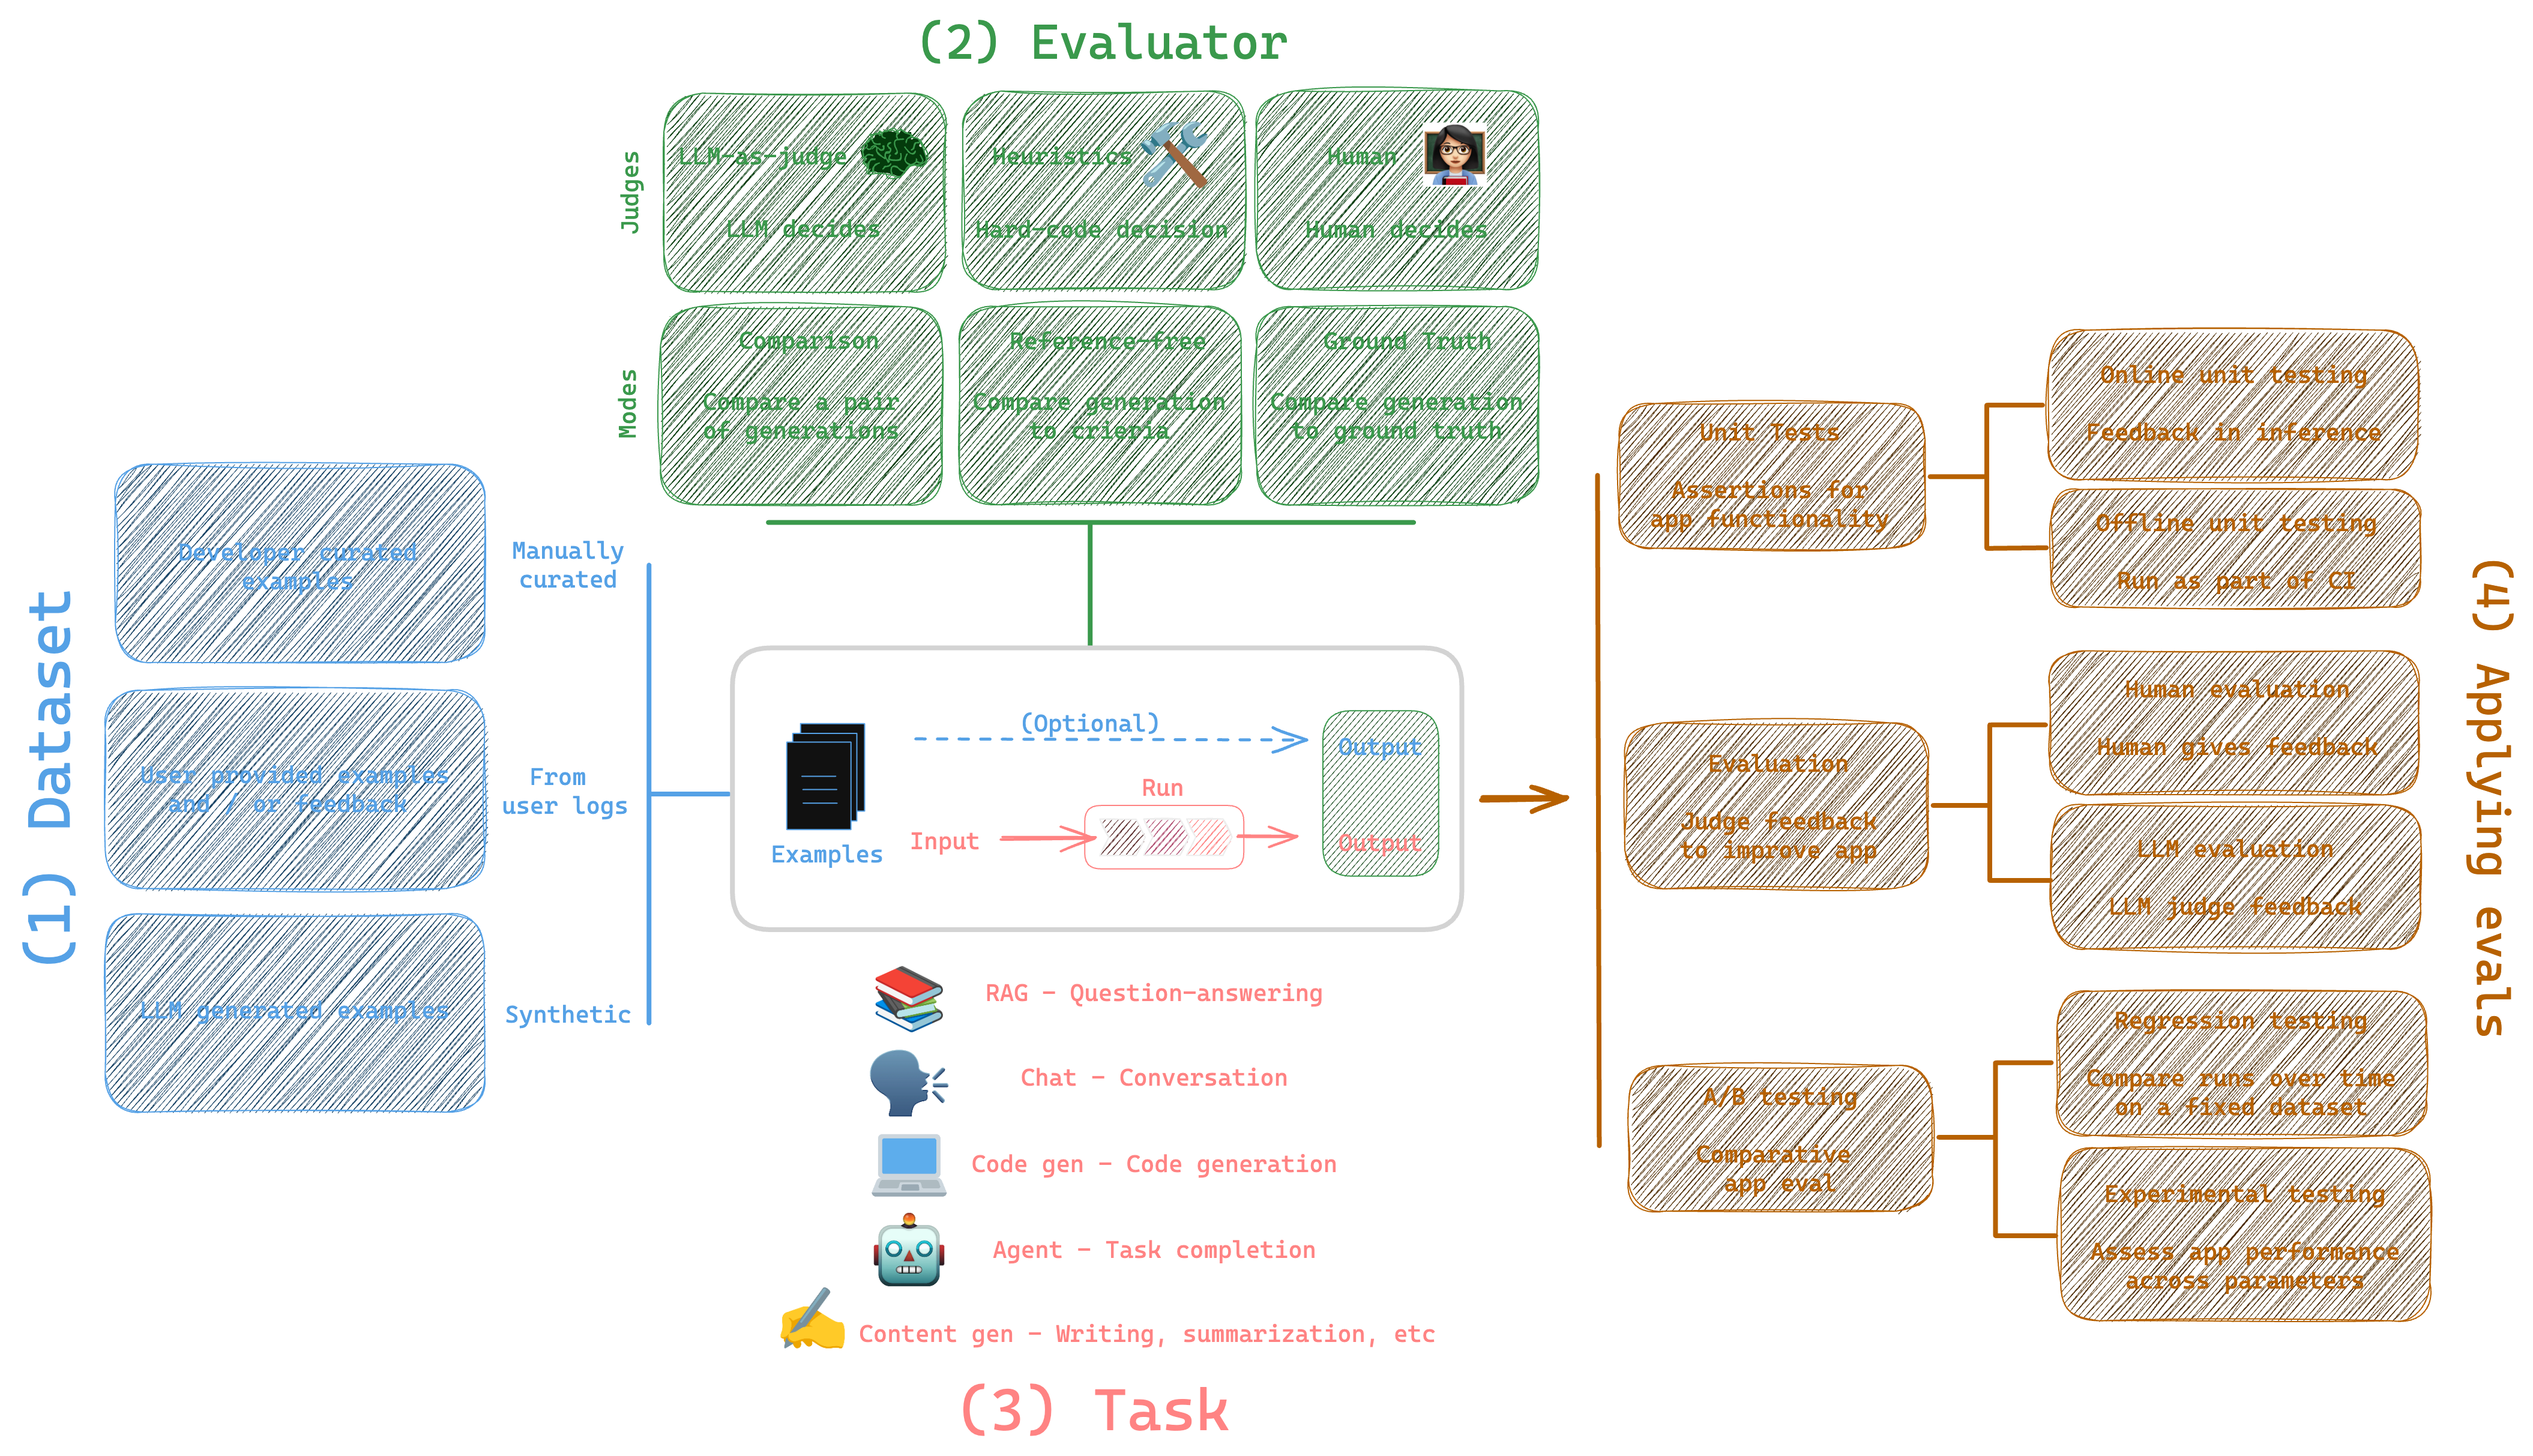 (2) Evaluator
Judges
LLM-as-judge
LLM decides
Heuristics
Hard-code decision
Human
Human decides
Modes
Comparison
Compare a pair
of generations
Reference-free
Compare generation
to crieria
Ground Truth
Compare generation
to ground truth
(1) Dataset
Developer curated
examples
Manually
curated
User provided examples
and / or feedback
From
user logs
LLM generated examples
Synthetic
Examples
(Optional)
Output
Input
Run
Output
RAG - Question-answering
Chat - Conversation
Code gen - Code generation
Agent - Task completion
Content gen - Writing, summarization, etc
(3) Task
Unit Tests
Assertions for
app functionality
Online unit testing
Feedback in inference
Offline unit testing
Run as part of CI
Evaluation
Judge feedback
to improve app
Human evaluation
Human gives feedback
LLM evaluation
LLM judge feedback
A/B testing
Comparative
app eval
Regression testing
Compare runs over time
on a fixed dataset
Experimental testing
Assess app performance
across parameters
(4) Applying evals